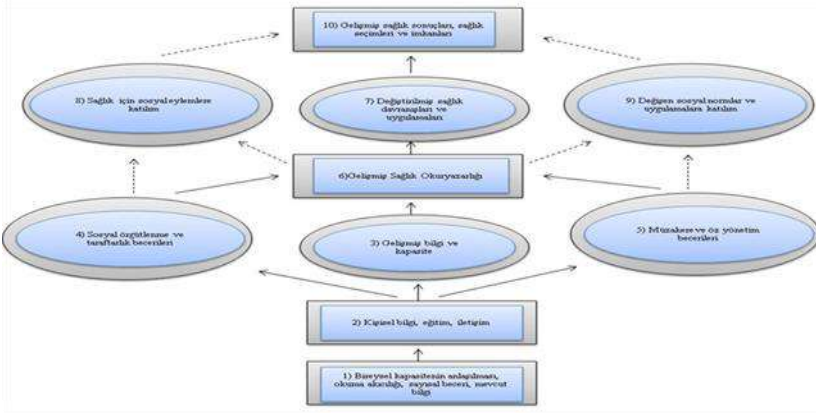 10) Gelişmiş sağlık sonuçları, sağlık
seçimleri ve imkanları
8) Sağlık için sosyal eylemlere
katılım
7) Değiştirilmiş sağlık
davranışları ve
uygulamaları
9) Değişen sosyal normlar ve
uygulamalara katılım
6)Gelişmiş Sağlık Okuryazarlığı
4) Sosyal örgütlenme ve
taraftarlık becerileri
3) Gelişmiş bilgi ve
kapasite
5) Müzakere ve öz yönetim
becerileri
2) Kişisel bilgi, eğitim, iletişim
1) Bireysel kapasitenin anlaşılması,
okuma akıcılığı, sayısal beceri, mevcut
bilgi